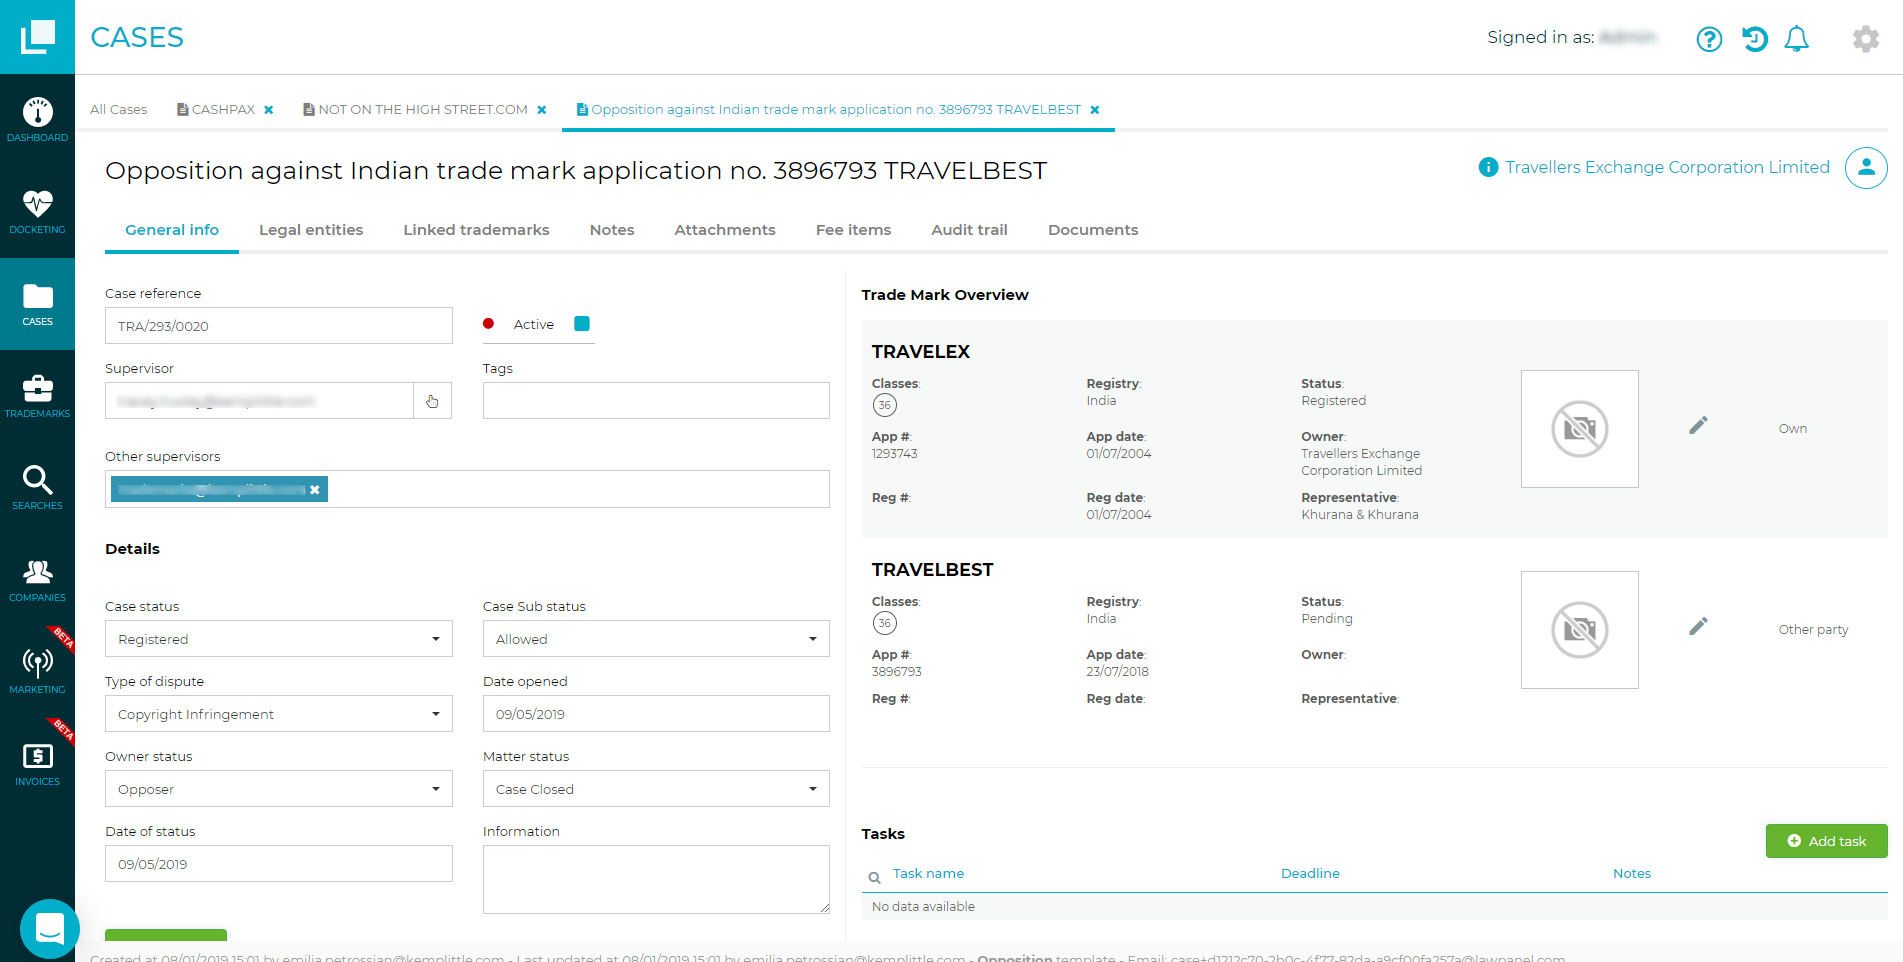 CASES
Signed in as:
DASHBOARD
DOCKETING
CASES
TRADEMARKS
SEARCHES
COMPANIES
BETA
MARKETING
BETA
INVOICES
All Cases
CASHPAX
NOT ON THE HIGH STREET.COM
Opposition against Indian trade mark application no. 3896793 TRAVELBEST
Opposition against Indian trade mark application no. 3896793 TRAVELBEST
Travellers Exchange Corporation Limited
General info
Legal entities
Linked trademarks
Notes
Attachments
Fee items
Audit trail
Documents
Case reference
TRA/293/0020
Active
Supervisor
Tags
Other supervisors
Details
Case status
Case Sub status
Registered
Allowed
Type of dispute
Date opened
Copyright Infringement
09/05/2019
Owner status
Matter status
Opposer
Case Closed
Date of status
Information
09/05/2019
Trade Mark Overview
TRAVELEX
Classes: Registry: Status:
36 India Registered
App #: App date: Owner:
1293743 01/07/2004 Travellers Exchange
Corporation Limited
Reg #: Reg date: Representative:
01/07/2004 Khurana & Khurana
Own
TRAVELBEST
Classes: Registry: Status:
36 India Pending
App #: App date: Owner:
3896793 23/07/2018
Reg #: Reg date: Representative:
Other party
Tasks
Add task
Task name Deadline Notes
No data available
Created at 08/01/2019 15:01 by emilia.petrossian@kemplittle.com - Last updated at 08/01/2019 15:01 by emilia.petrossian@kemplittle.com - Opposition template - Email: case+d1212c70-2b0c-4f77-82da-a9cf00fa257a@lawpanel.com